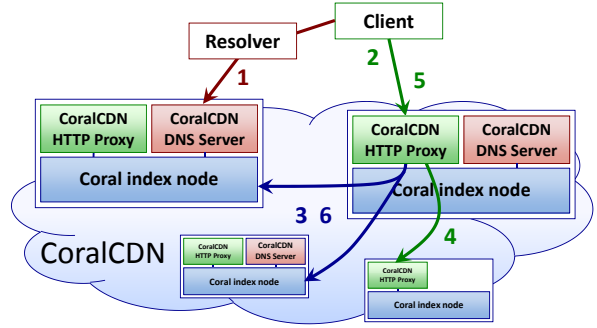 Client
Resolver
2
1
5
CoralCDN
HTTP Proxy
CoralCDN
DNS Server
CoralCDN
HTTP Proxy
CoralCDN
DNS Server
Coral index node
Coral index node
3 6
4
CoralCDN
CoralCDN
HTTP Proxy
CoralCDN
DNS Server
Coral index node
CoralCDN
HTTP Proxy
Coral index node